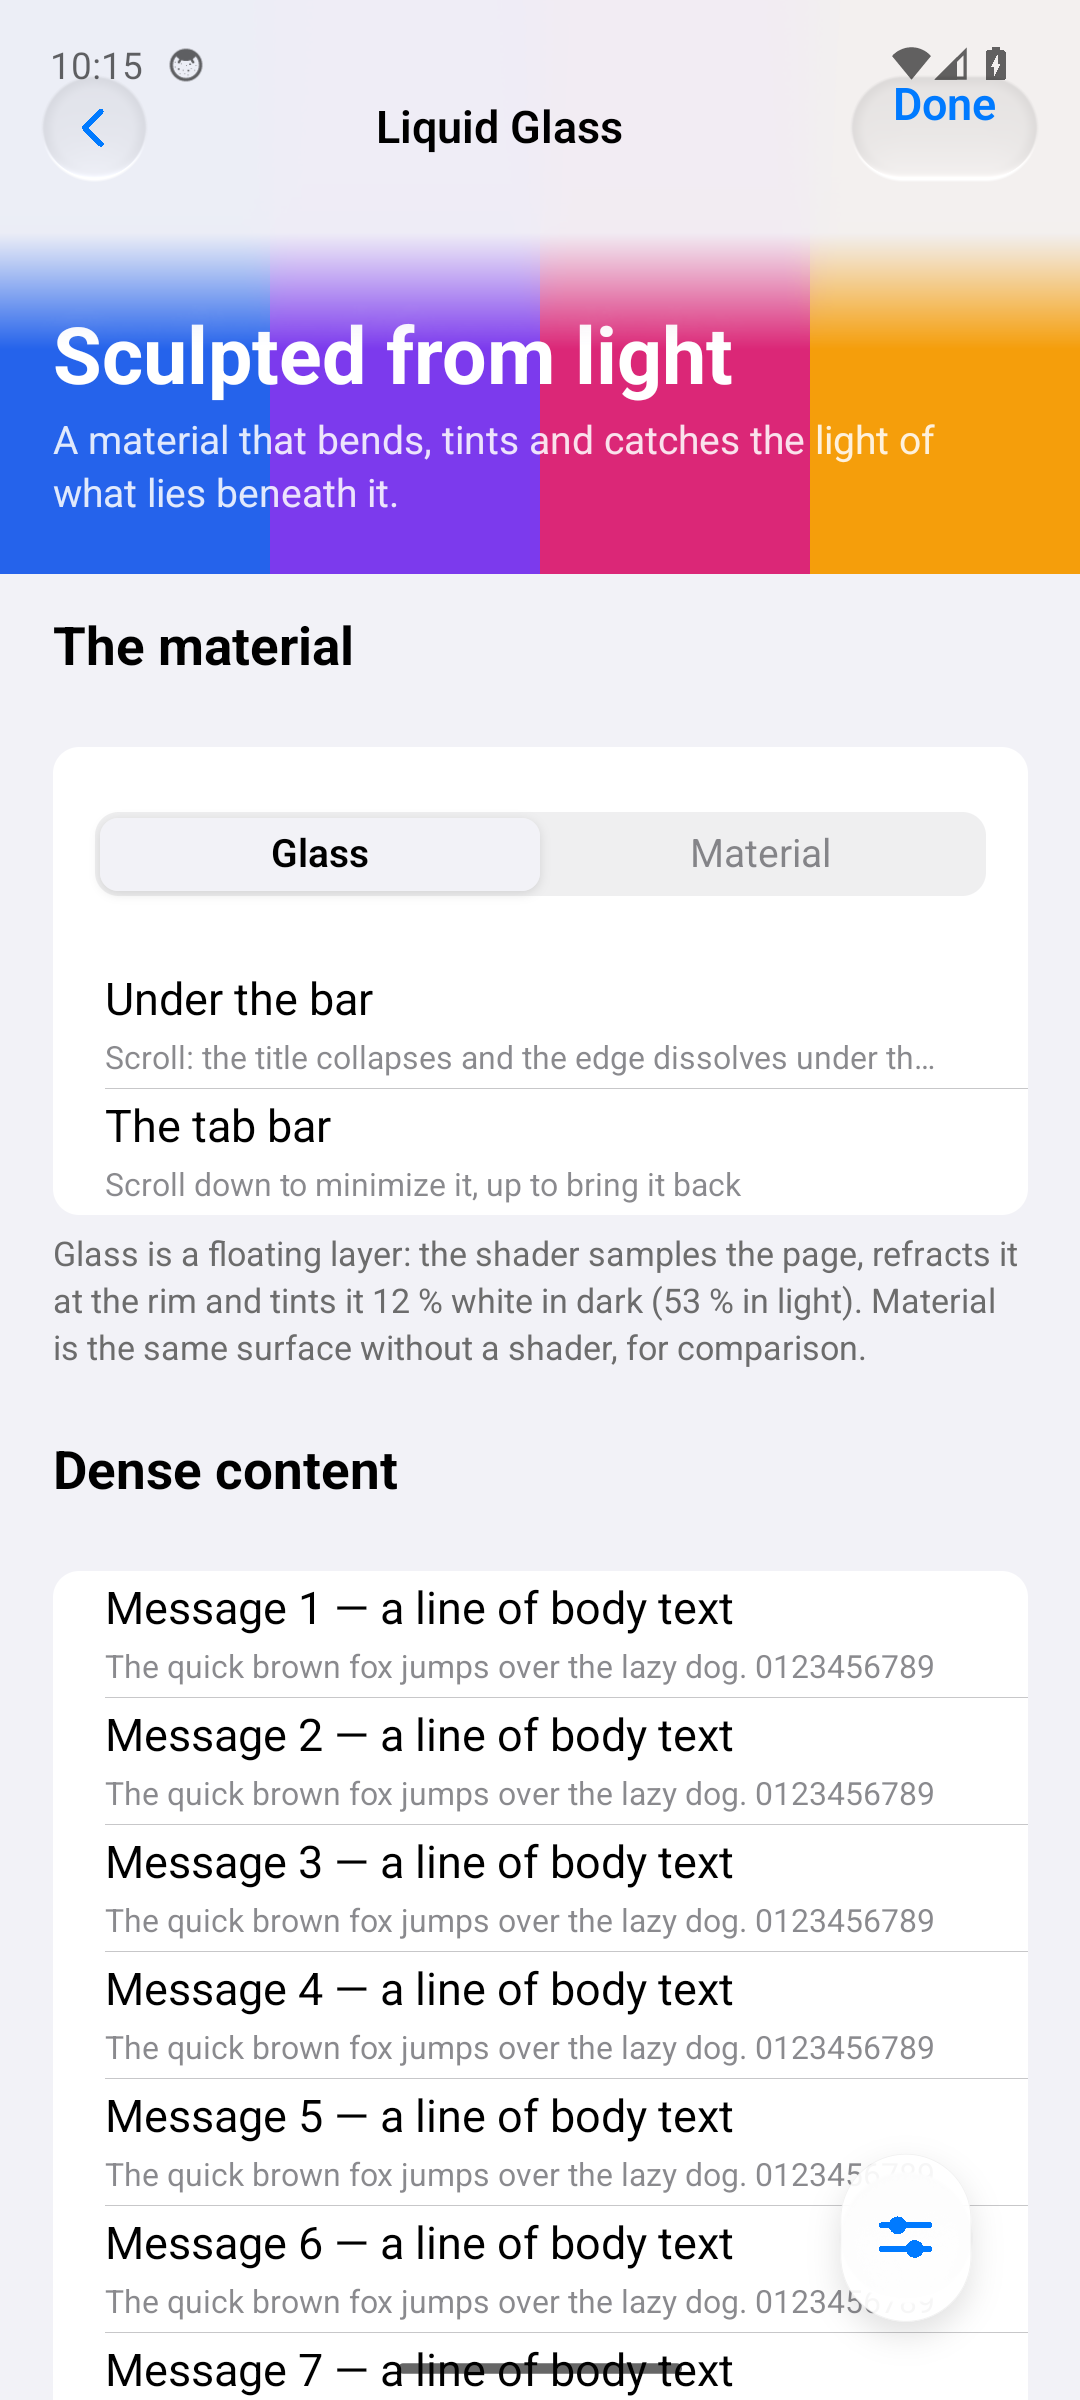 10:15
Liquid Glass
Done
Sculpted from light
A material that bends, tints and catches the light of
what lies beneath it.
The material
Glass
Material
Under the bar
Scroll: the title collapses and the edge dissolves under th…
The tab bar
Scroll down to minimize it, up to bring it back
Glass is a floating layer: the shader samples the page, refracts it
at the rim and tints it 12 % white in dark (53 % in light). Material
is the same surface without a shader, for comparison.
Dense content
Message 1 — a line of body text
The quick brown fox jumps over the lazy dog. 0123456789
Message 2 — a line of body text
The quick brown fox jumps over the lazy dog. 0123456789
Message 3 — a line of body text
The quick brown fox jumps over the lazy dog. 0123456789
Message 4 — a line of body text
The quick brown fox jumps over the lazy dog. 0123456789
Message 5 — a line of body text
The quick brown fox jumps over the lazy dog. 0123456789
Message 6 — a line of body text
The quick brown fox jumps over the lazy dog. 0123456789
Message 7 — a line of body text